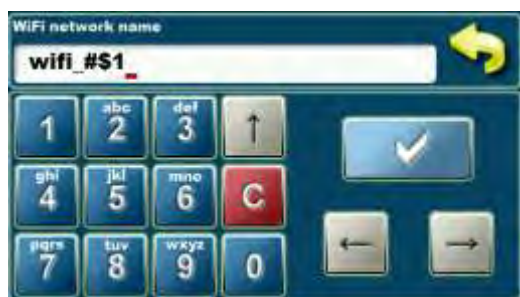 WiFi network name
wifi_#$1_
1
abc
2
def
3
↑
ghi
4
jkl
5
mno
6
C
pqrs
7
tuv
8
wxyz
9
0
← →